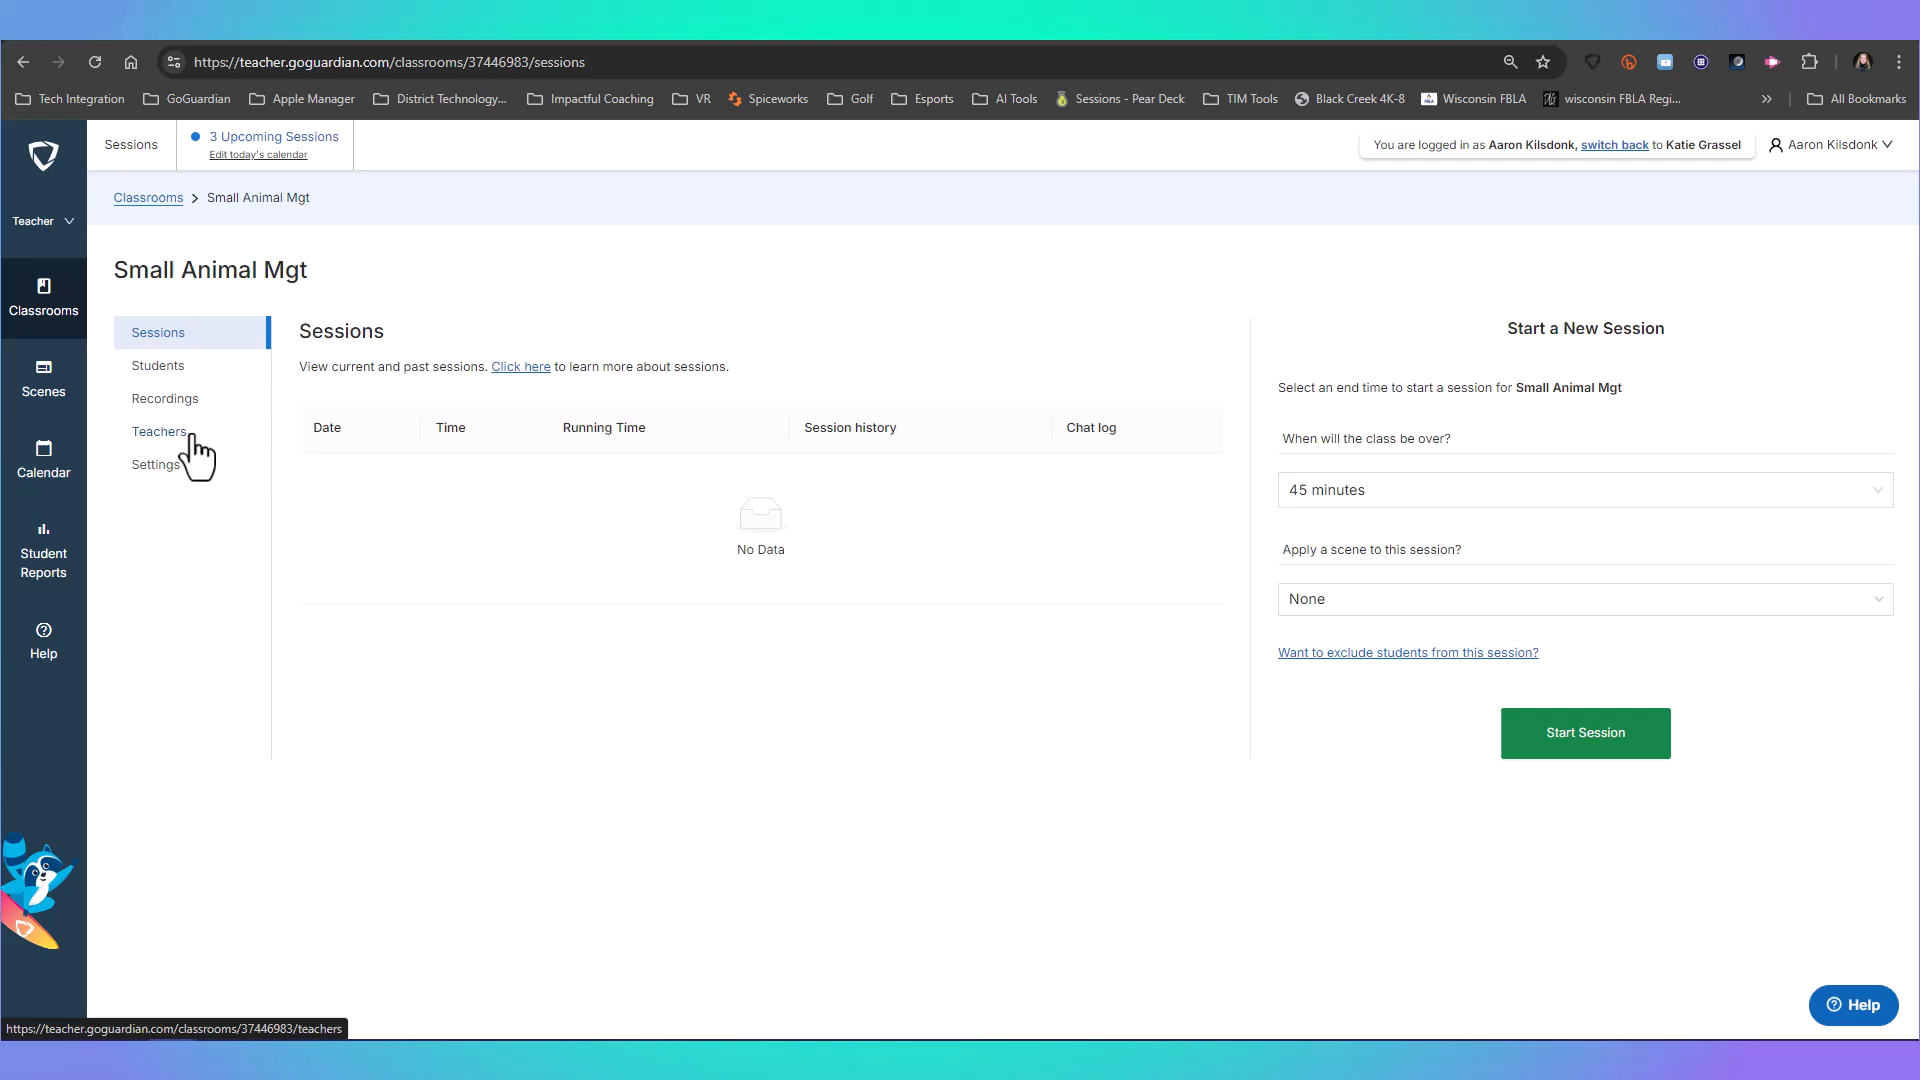 https://teacher.goguardian.com/classrooms/37446983/sessions
Tech Integration
GoGuardian
Apple Manager
District Technology...
Impactful Coaching
VR
Spiceworks
Golf
Esports
AI Tools
Sessions - Pear Deck
TIM Tools
Black Creek 4K-8
Wisconsin FBLA
wisconsin FBLA Regi...
All Bookmarks
Sessions
3 Upcoming Sessions
Edit today's calendar
You are logged in as Aaron Kilsdonk, switch back to Katie Grassel
Aaron Kilsdonk
Teacher
Classrooms > Small Animal Mgt
Small Animal Mgt
Classrooms
Scenes
Calendar
Student
Reports
Help
Sessions
Students
Recordings
Teachers
Settings
Sessions
View current and past sessions. Click here to learn more about sessions.
Date
Time
Running Time
Session history
Chat log
No Data
Start a New Session
Select an end time to start a session for Small Animal Mgt
When will the class be over?
45 minutes
Apply a scene to this session?
None
Want to exclude students from this session?
Start Session
Help
https://teacher.goguardian.com/classrooms/37446983/teachers